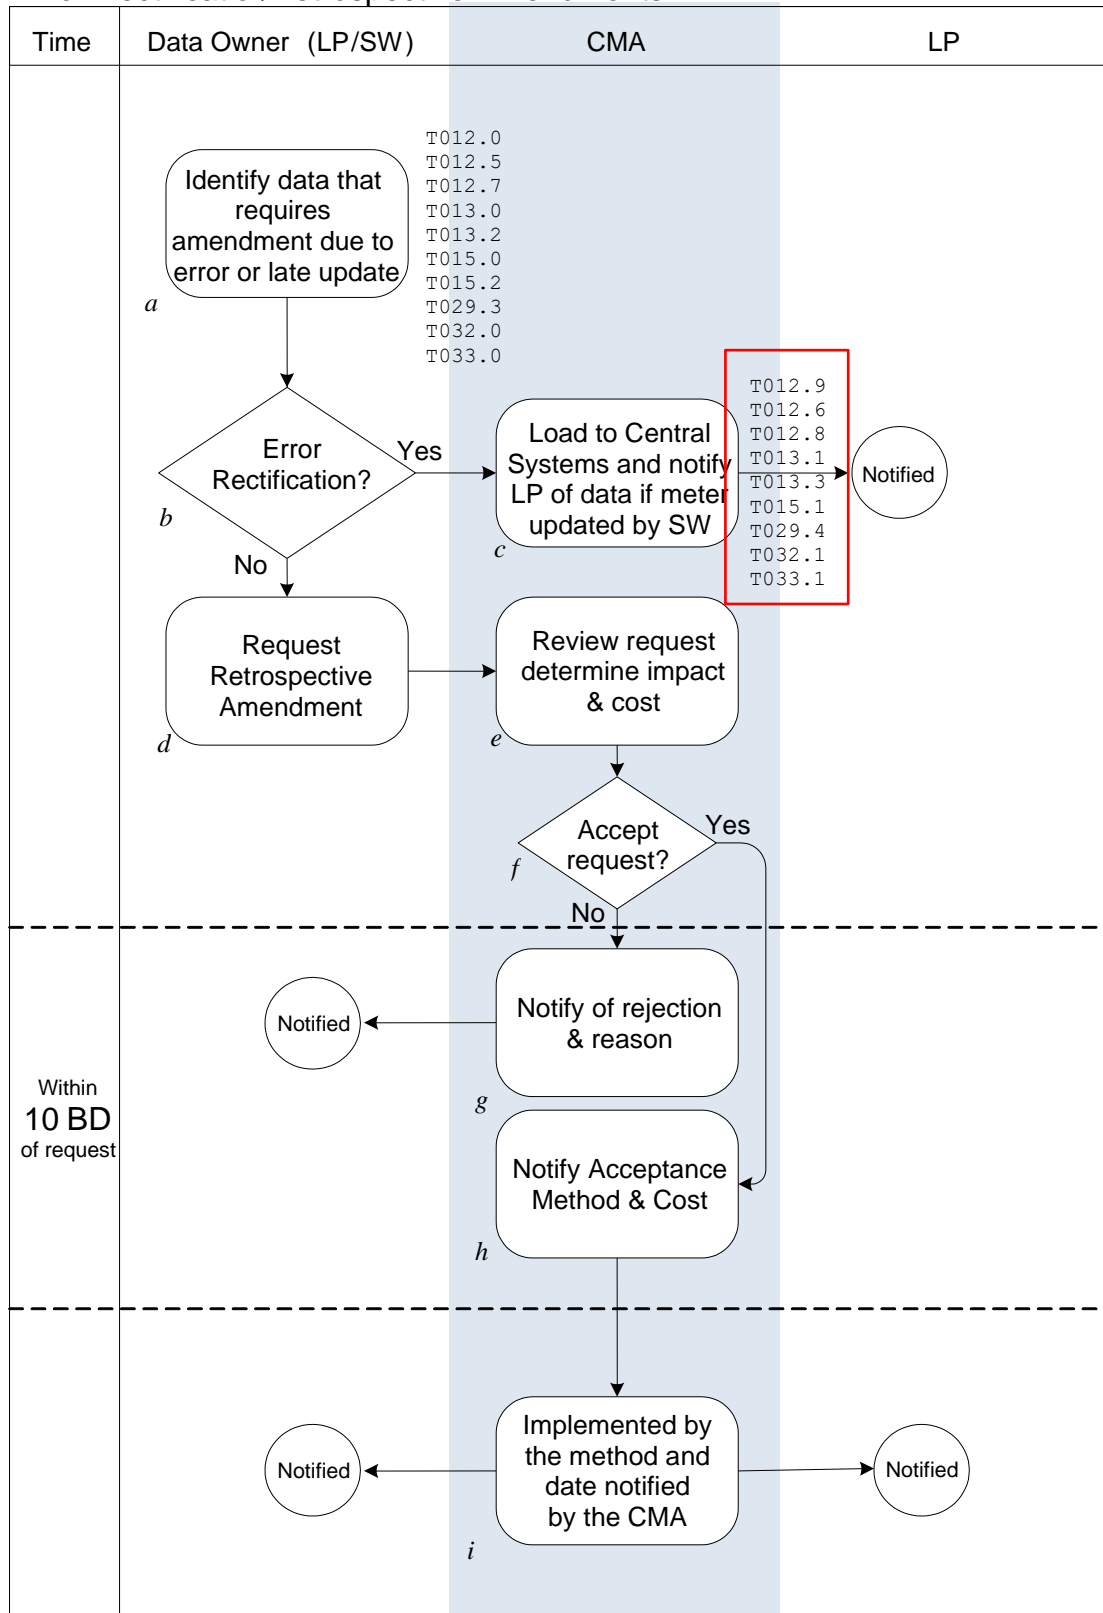 Time
Data Owner (LP/SW)
CMA
LP
Identify data that
requires
amendment due to
error or late update
a
T012.0
T012.5
T012.7
T013.0
T013.2
T015.0
T015.2
T029.3
T032.0
T033.0
Error
Rectification?
Yes
b
No
Load to Central
Systems and notify
LP of data if meter
updated by SW
c
T012.9
T012.6
T012.8
T013.1
T013.3
T015.1
T029.4
T032.1
T033.1
Notified
Request
Retrospective
Amendment
d
Review request
determine impact
& cost
e
Accept
request?
Yes
f
No
Within
10 BD
of request
Notified
Notify of rejection
& reason
g
Notify Acceptance
Method & Cost
h
Notified
Implemented by
the method and
date notified
by the CMA
i
Notified